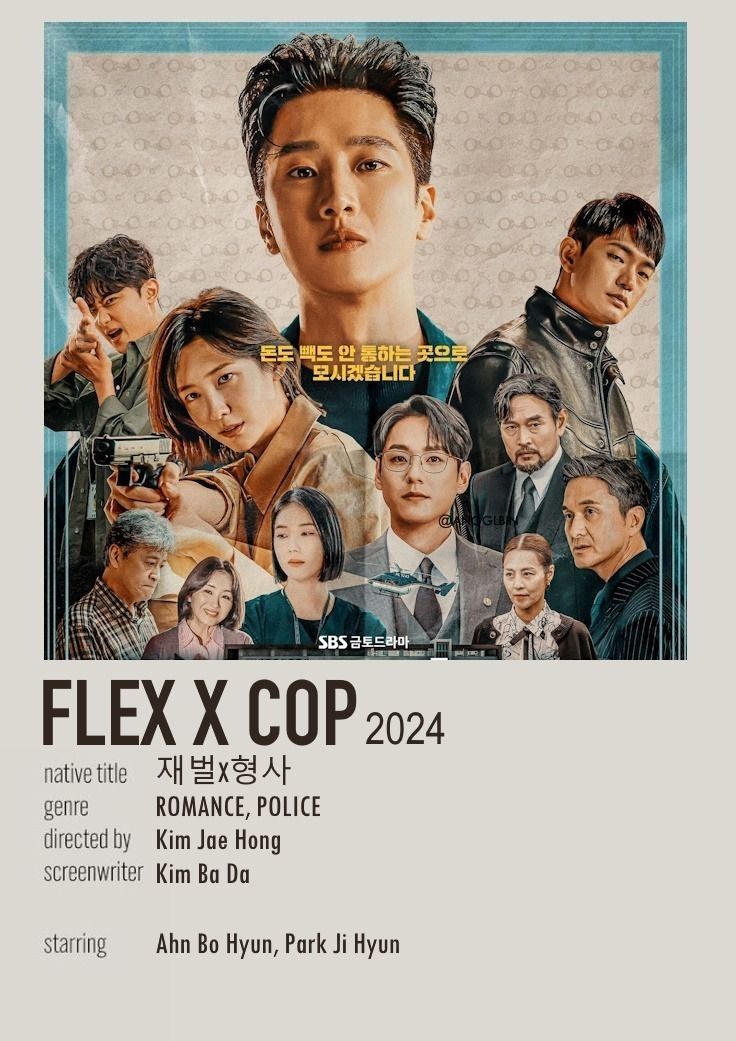 돈도 빽도 안 통하는 곳으로
모시겠습니다
SBS 금토드라마
FLEX X COP 2024
native title 재벌x형사
genre ROMANCE, POLICE
directed by Kim Jae Hong
screenwriter Kim Ba Da
starring Ahn Bo Hyun, Park Ji Hyun